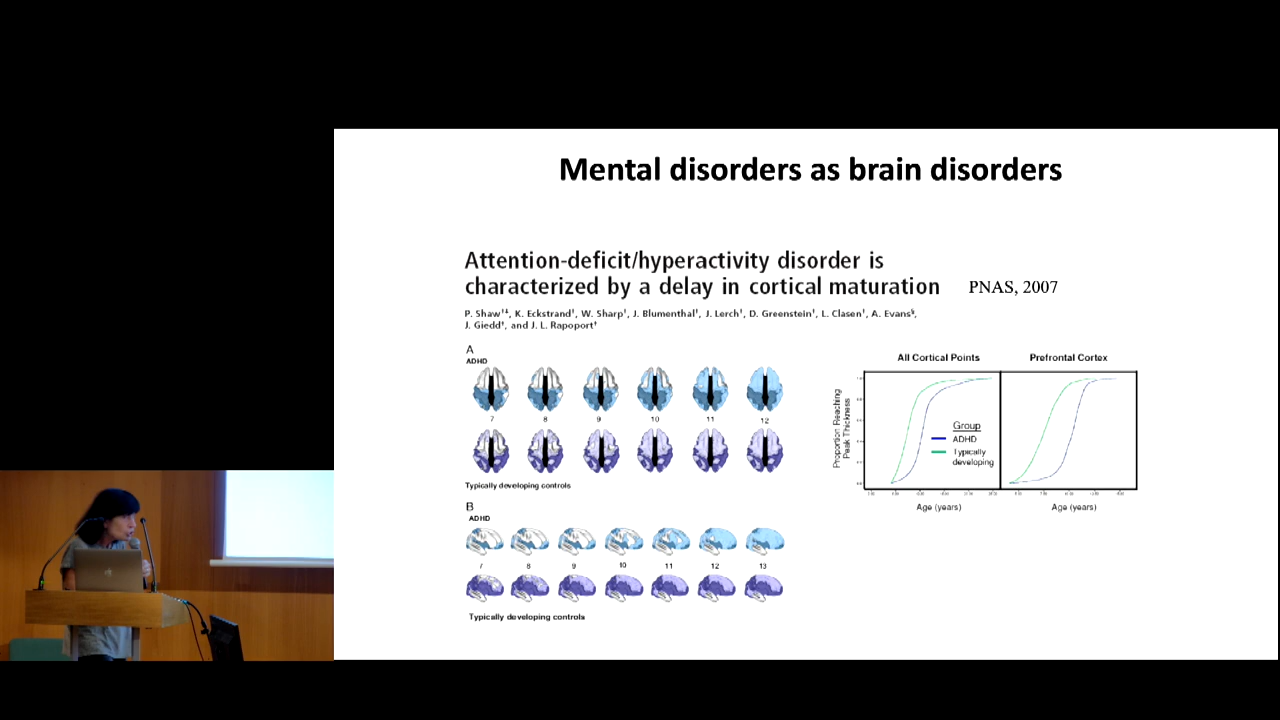 Mental disorders as brain disorders
Attention-deficit/hyperactivity disorder is
characterized by a delay in cortical maturation
PNAS, 2007
P. Shaw†‡, K. Eckstrand†, W. Sharp†, J. Blumenthal†, J. Lerch†, D. Greenstein†, L. Clasen†, A. Evans§,
J. Giedd†, and J. L. Rapoport†
A
ADHD
7 8 9 10 11 12
Typically developing controls
B
ADHD
7 8 9 10 11 12 13
Typically developing controls
All Cortical Points
Prefrontal Cortex
Proportion Reaching
Peak Thickness
Group
ADHD
Typically
developing
Age (years)
Age (years)